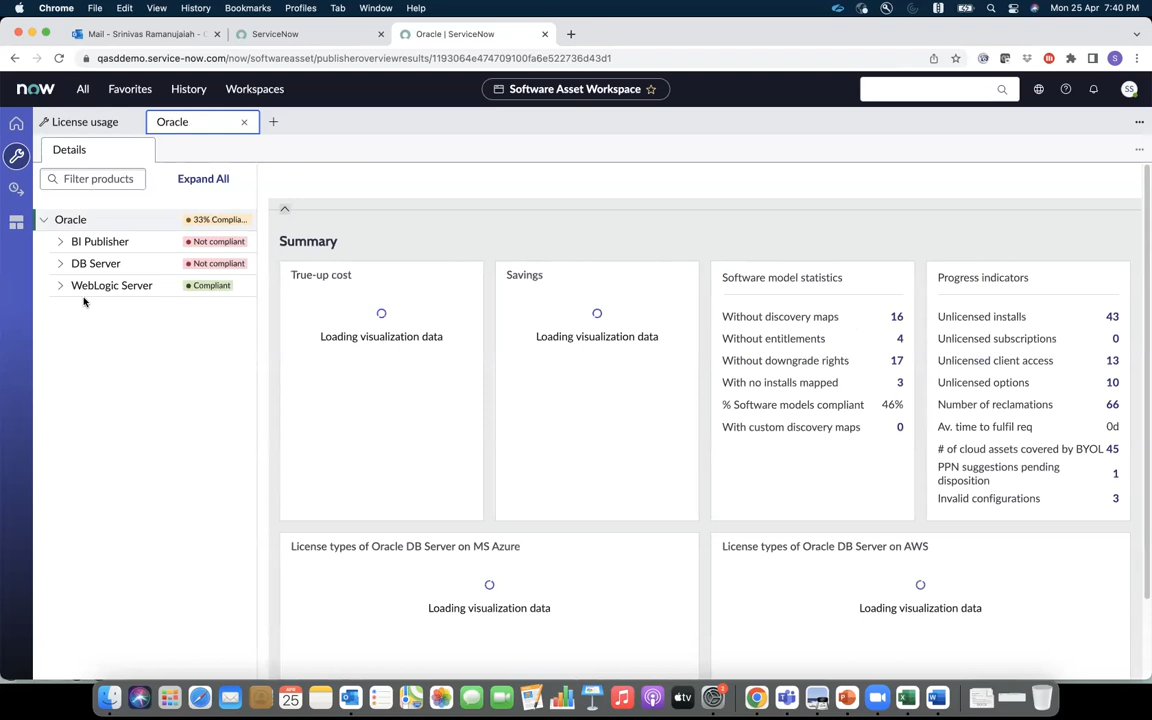 Chrome File Edit View History Bookmarks Profiles Tab Window Help Mon 25 Apr 7:40 PM
Mail - Srinivas Ramanujaiah - ServiceNow Oracle | ServiceNow
qasddemo.service-now.com/now/softwareasset/publisheroverviewresults/1193064e474709100fa6e522736d43d1 S
now All Favorites History Workspaces Software Asset Workspace SS
License usage Oracle
Details
Filter products Expand All
Oracle 33% Complia...
BI Publisher Not compliant
DB Server Not compliant
WebLogic Server Compliant
Summary
True-up cost
Loading visualization data
Savings
Loading visualization data
Software model statistics
Without discovery maps 16
Without entitlements 4
Without downgrade rights 17
With no installs mapped 3
% Software models compliant 46%
With custom discovery maps 0
Progress indicators
Unlicensed installs 43
Unlicensed subscriptions 0
Unlicensed client access 13
Unlicensed options 10
Number of reclamations 66
Av. time to fulfil req 0d
# of cloud assets covered by BYOL 45
PPN suggestions pending
disposition 1
Invalid configurations 3
License types of Oracle DB Server on MS Azure
Loading visualization data
License types of Oracle DB Server on AWS
Loading visualization data
APR
25
tv
2